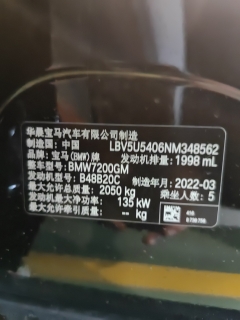 华晨宝马汽车有限公司制造
制造国: 中国 LBV5U5406NM348562
品牌: 宝马(BMW)牌 发动机排量: 1998 mL
整车型号: BMW7200GM
发动机型号: B48B20C 制造年月: 2022-03
最大允许总质量: 2050 kg 乘坐人数: 5
发动机最大净功率: 135 kW
最大允许牵引质量: -- kg